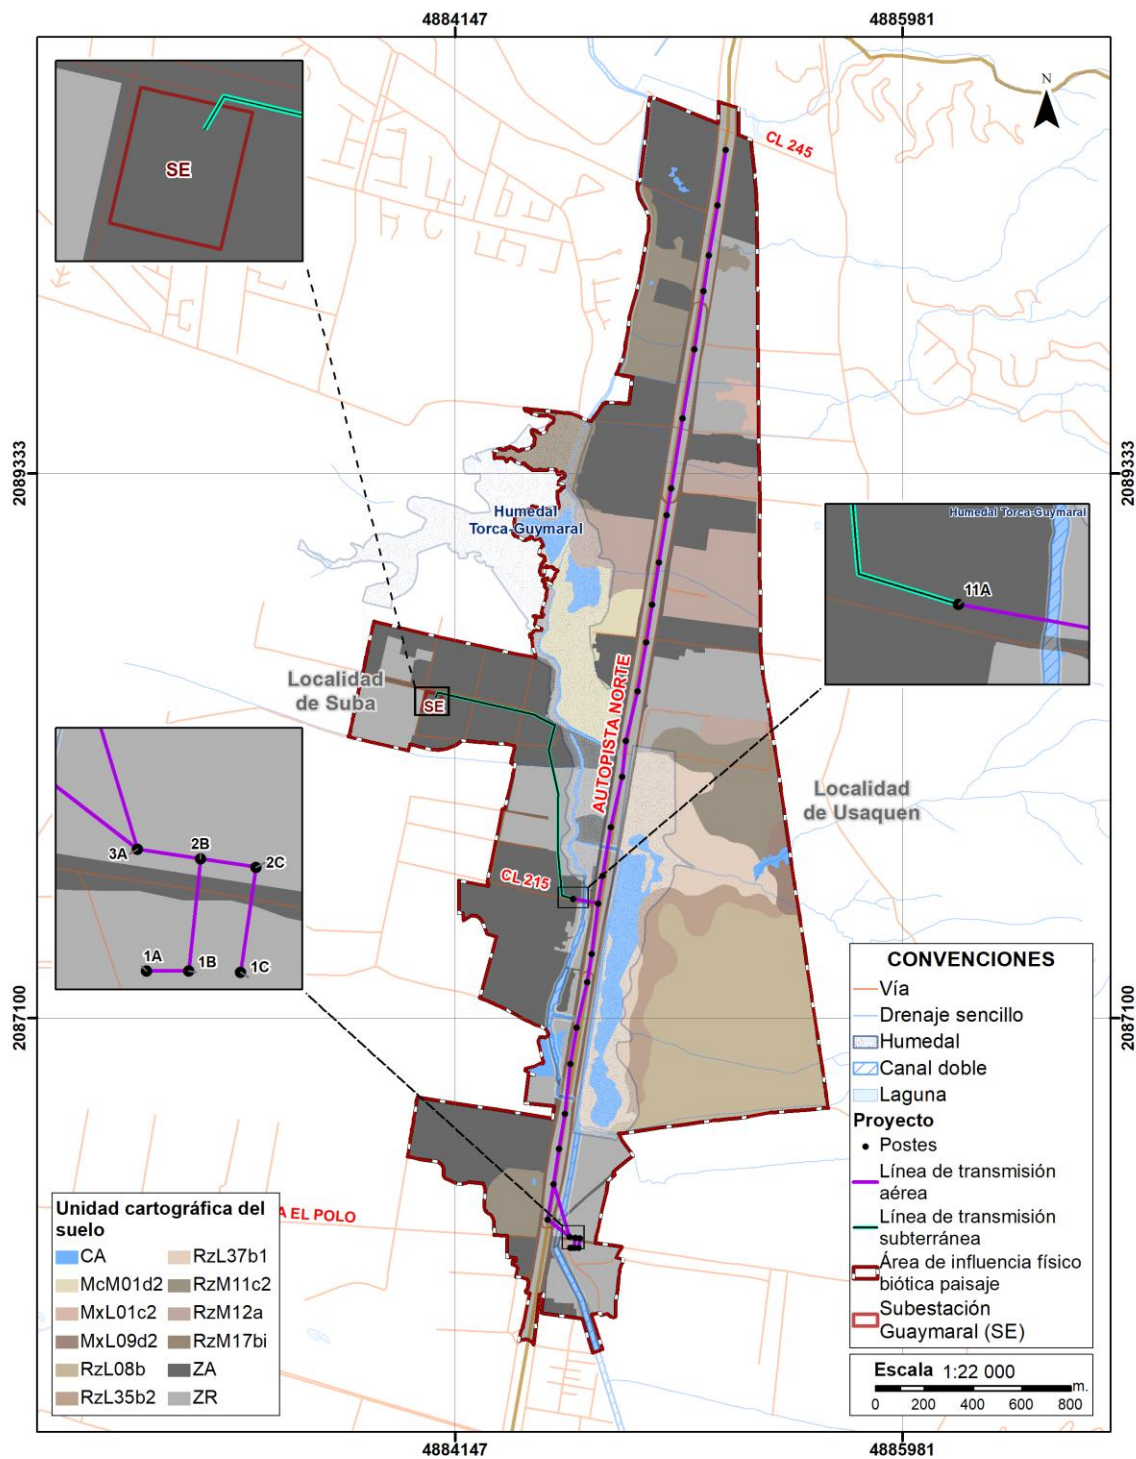 4884147
4885981
N
CL 245
SE
2089333
2089333
Humedal
Torca-Guymaral
Humedal Torca-Guymaral
11A
Localidad
de Suba
SE
AUTOPISTA NORTE
Localidad
de Usaquen
3A
2B
2C
1A
1B
1C
CL 215
2087100
2087100
A EL POLO
Unidad cartográfica del
suelo
CA
McM01d2
MxL01c2
MxL09d2
RzL08b
RzL35b2
RzL37b1
RzM11c2
RzM12a
RzM17bi
ZA
ZR
CONVENCIONES
Vía
Drenaje sencillo
Humedal
Canal doble
Laguna
Proyecto
Postes
Línea de transmisión
aérea
Línea de transmisión
subterránea
Área de influencia físico
biótica paisaje
Subestación
Guaymaral (SE)
Escala 1:22 000
m.
0 200 400 600 800
4884147
4885981